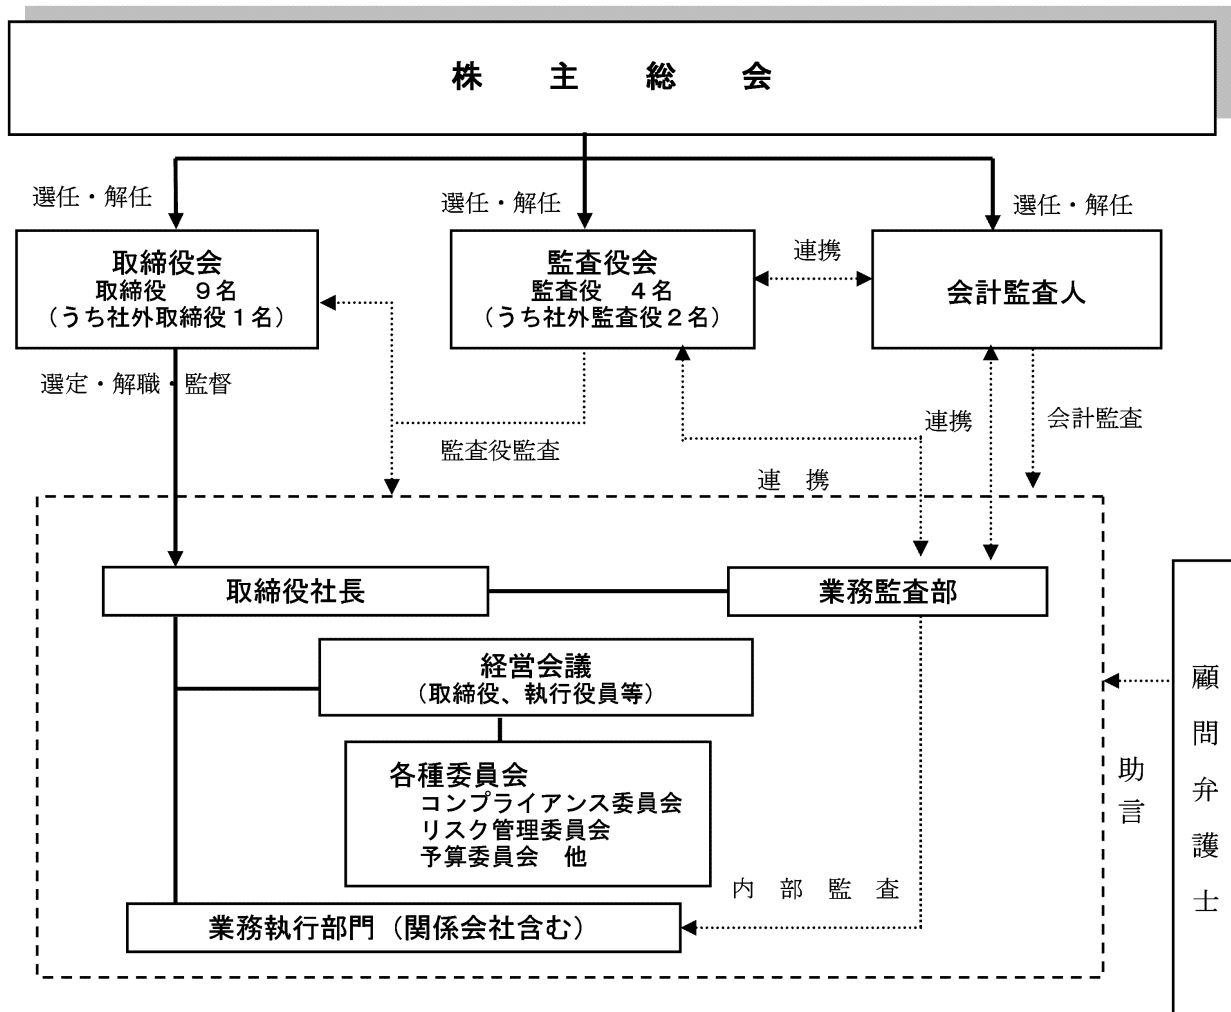 株 主 総 会
選任・解任
選任・解任
選任・解任
取締役会
取締役 ９名
（うち社外取締役１名）
監査役会
監査役 ４名
（うち社外監査役２名）
連携
会計監査人
選定・解職・監督
監査役監査
連携
会計監査
連 携
取締役社長
業務監査部
経営会議
（取締役、執行役員等）
各種委員会
コンプライアンス委員会
リスク管理委員会
予算委員会 他
内 部 監 査
業務執行部門（関係会社含む）
助言
顧問弁護士